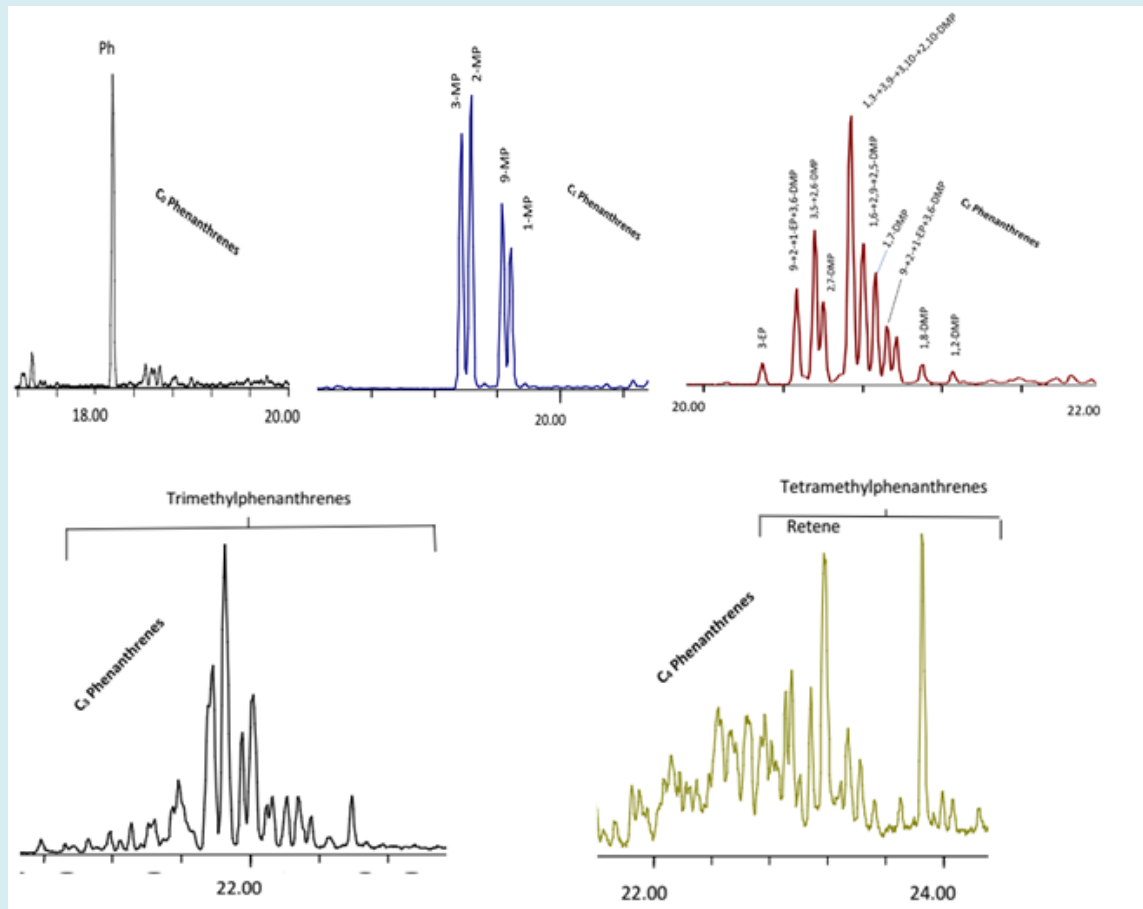 Ph
C₀ Phenanthrenes
18.00
20.00
3-MP
2-MP
9-MP
1-MP
C₁ Phenanthrenes
20.00
3-EP
9-+2-+1-EP+3,6-DMP
3,5-+2,6-DMP
2,7-DMP
1,3-+3,9-+3,10-+2,10-DMP
1,6-+2,9-+2,5-DMP
1,7-DMP
9-+2-+1-EP+3,6-DMP
1,8-DMP
1,2-DMP
C₂ Phenanthrenes
20.00
22.00
Trimethylphenanthrenes
C₃ Phenanthrenes
22.00
Tetramethylphenanthrenes
Retene
C₄ Phenanthrenes
22.00
24.00